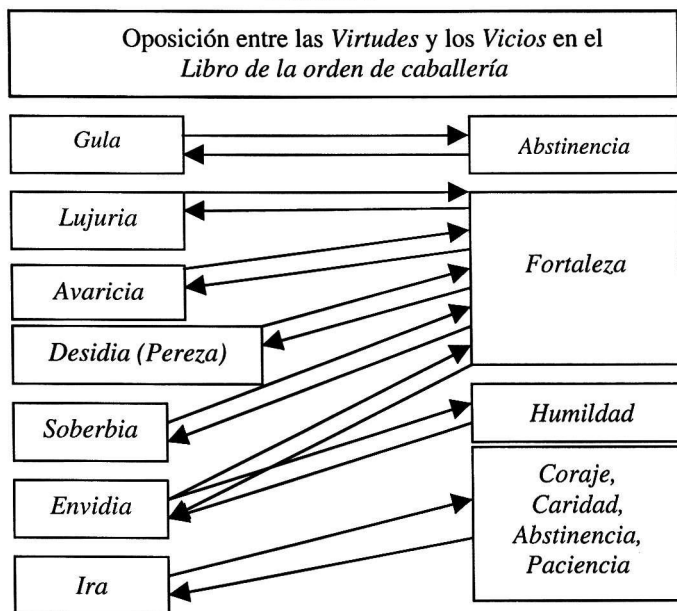 Oposición entre las Virtudes y los Vicios en el
Libro de la orden de caballería
Gula
Abstinencia
Lujuria
Fortaleza
Avaricia
Desidia (Pereza)
Soberbia
Humildad
Envidia
Coraje,
Caridad,
Abstinencia,
Paciencia
Ira